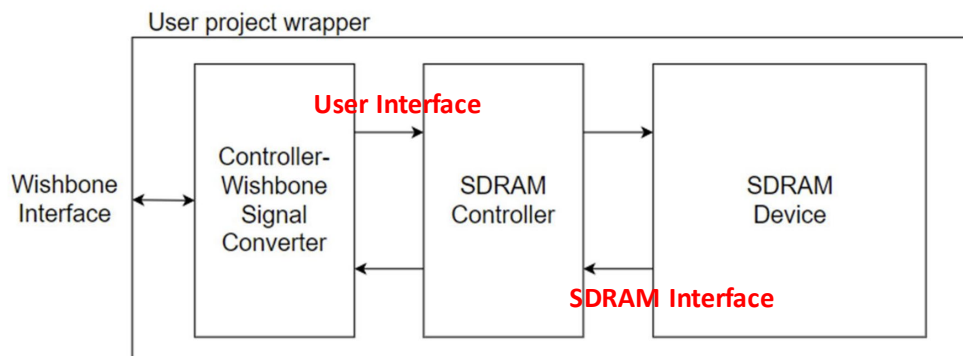 User project wrapper
User Interface
Wishbone
Interface
Controller-
Wishbone
Signal
Converter
SDRAM
Controller
SDRAM
Device
SDRAM Interface